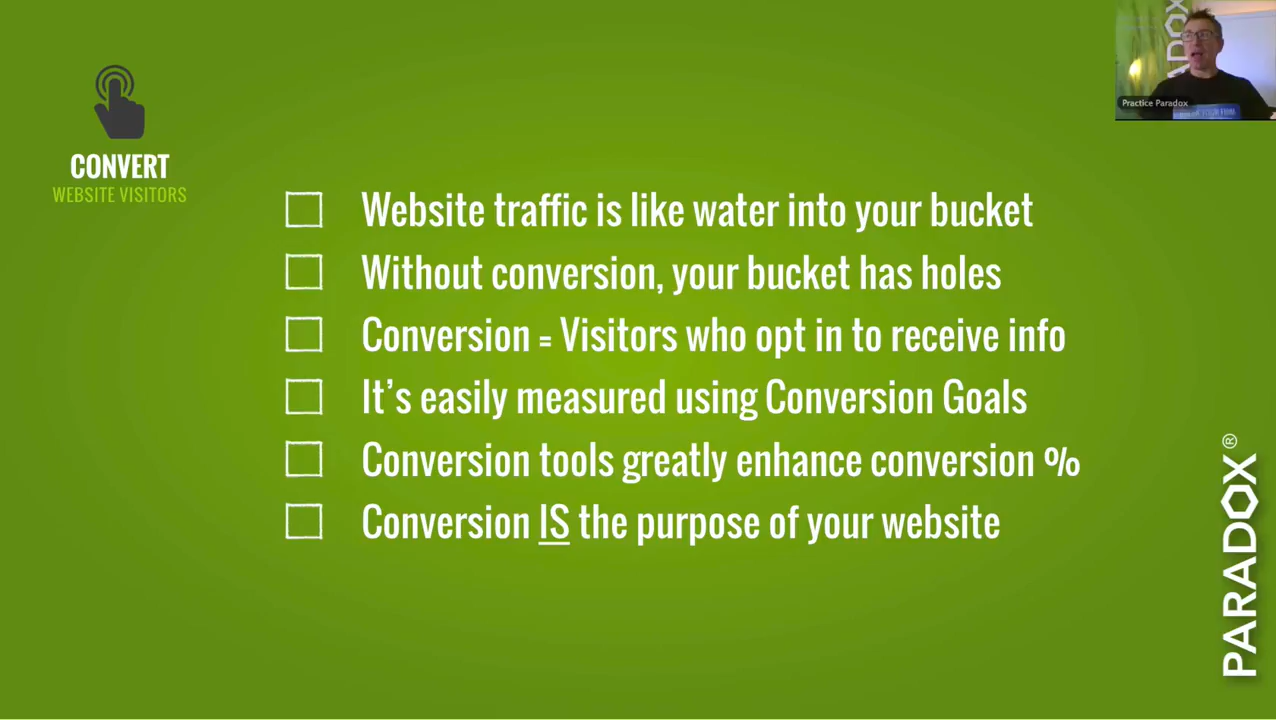 CONVERT
WEBSITE VISITORS
Website traffic is like water into your bucket
Without conversion, your bucket has holes
Conversion = Visitors who opt in to receive info
It's easily measured using Conversion Goals
Conversion tools greatly enhance conversion %
Conversion IS the purpose of your website
Practice Paradox
PARADOX®